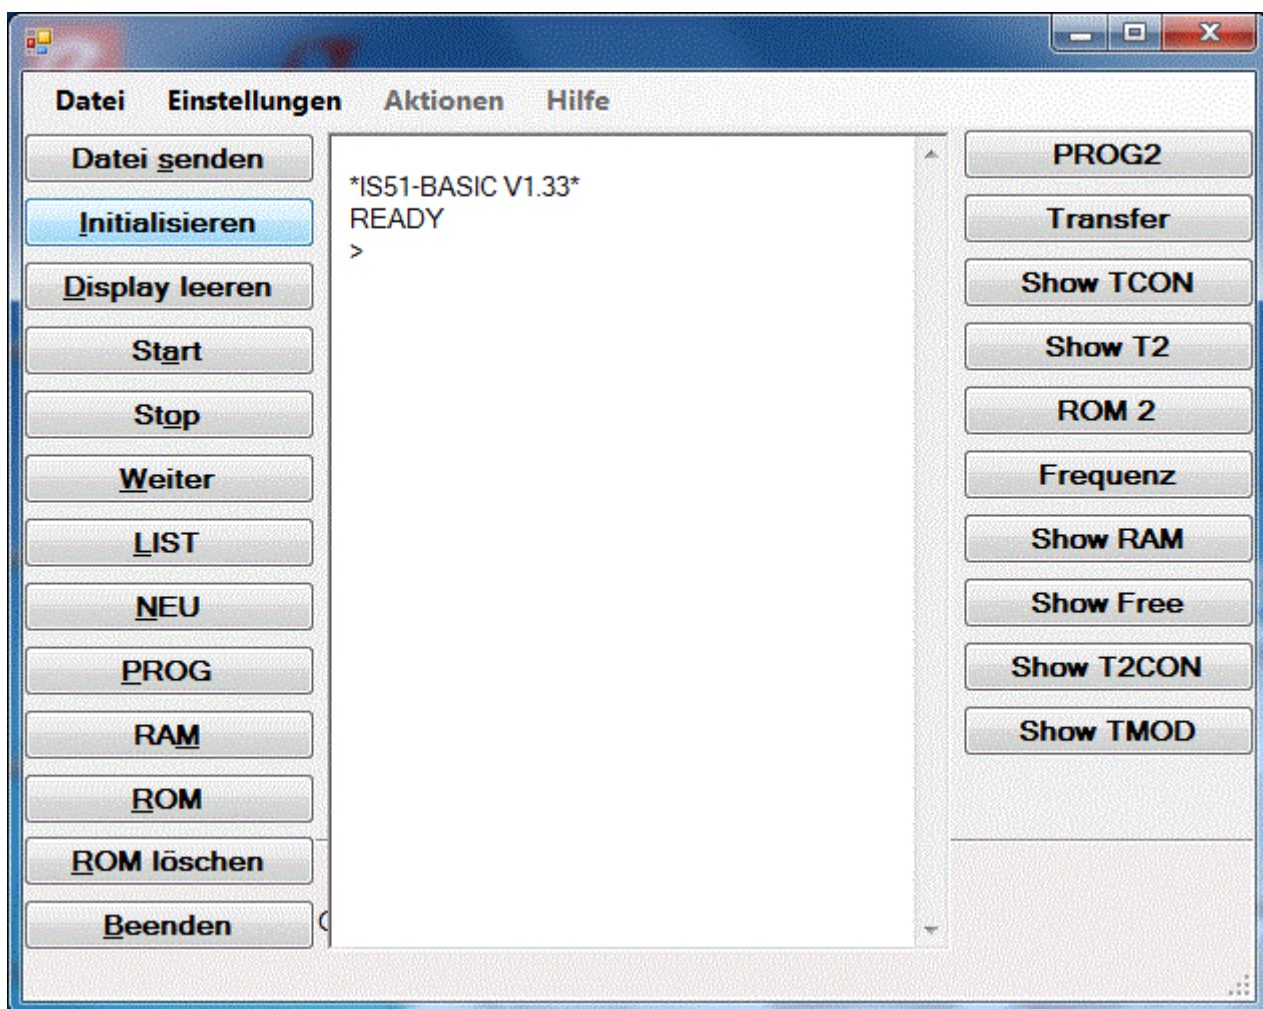 Datei Einstellungen Aktionen Hilfe
Datei senden
Initialisieren
Display leeren
Start
Stop
Weiter
LIST
NEU
PROG
RAM
ROM
ROM löschen
Beenden
*IS51-BASIC V1.33*
READY
>
PROG2
Transfer
Show TCON
Show T2
ROM 2
Frequenz
Show RAM
Show Free
Show T2CON
Show TMOD